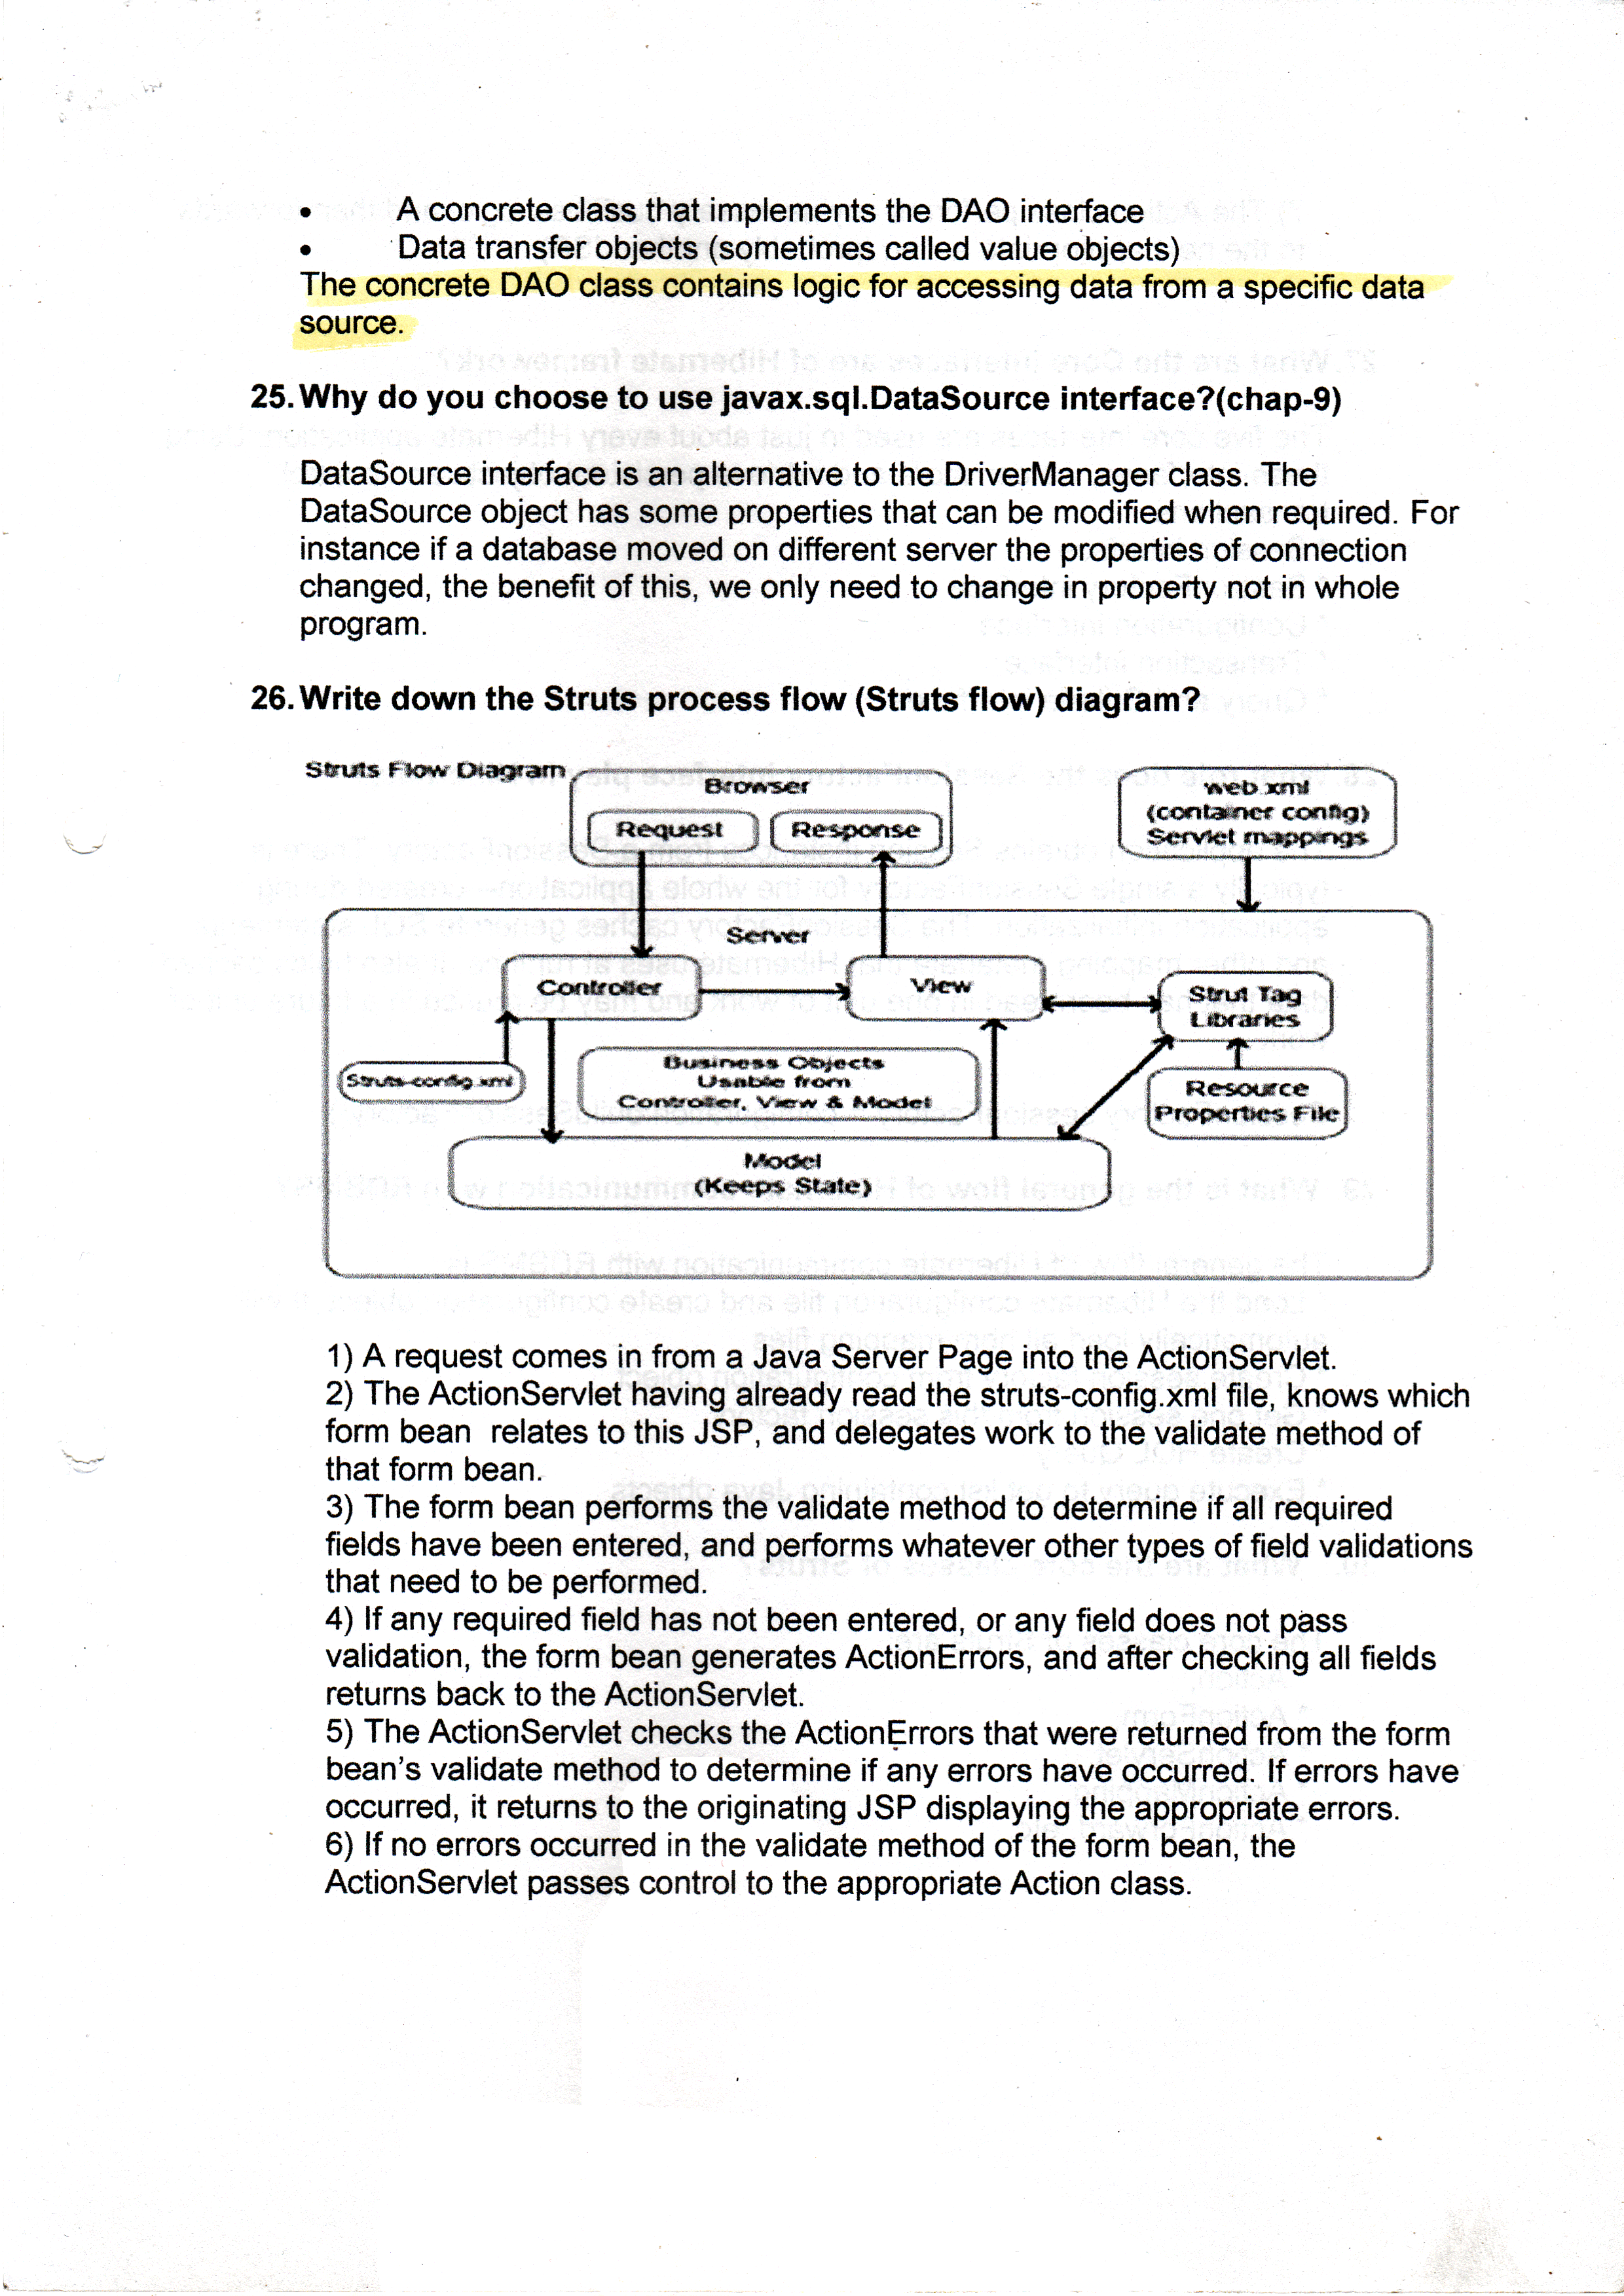 • A concrete class that implements the DAO interface
• Data transfer objects (sometimes called value objects)
The concrete DAO class contains logic for accessing data from a specific data
source.
25. Why do you choose to use javax.sql.DataSource interface?(chap-9)
DataSource interface is an alternative to the DriverManager class. The
DataSource object has some properties that can be modified when required. For
instance if a database moved on different server the properties of connection
changed, the benefit of this, we only need to change in property not in whole
program.
26. Write down the Struts process flow (Struts flow) diagram?
Struts Flow Diagram
Browser
Request Response
web.xml
(container config)
Servlet mappings
Server
Controller
View
Strut Tag
Libraries
Struts-config.xml
Business Objects
Usable from
Controller, View & Model
Resource
Properties File
Model
(Keeps State)
1) A request comes in from a Java Server Page into the ActionServlet.
2) The ActionServlet having already read the struts-config.xml file, knows which
form bean relates to this JSP, and delegates work to the validate method of
that form bean.
3) The form bean performs the validate method to determine if all required
fields have been entered, and performs whatever other types of field validations
that need to be performed.
4) If any required field has not been entered, or any field does not pass
validation, the form bean generates ActionErrors, and after checking all fields
returns back to the ActionServlet.
5) The ActionServlet checks the ActionErrors that were returned from the form
bean's validate method to determine if any errors have occurred. If errors have
occurred, it returns to the originating JSP displaying the appropriate errors.
6) If no errors occurred in the validate method of the form bean, the
ActionServlet passes control to the appropriate Action class.